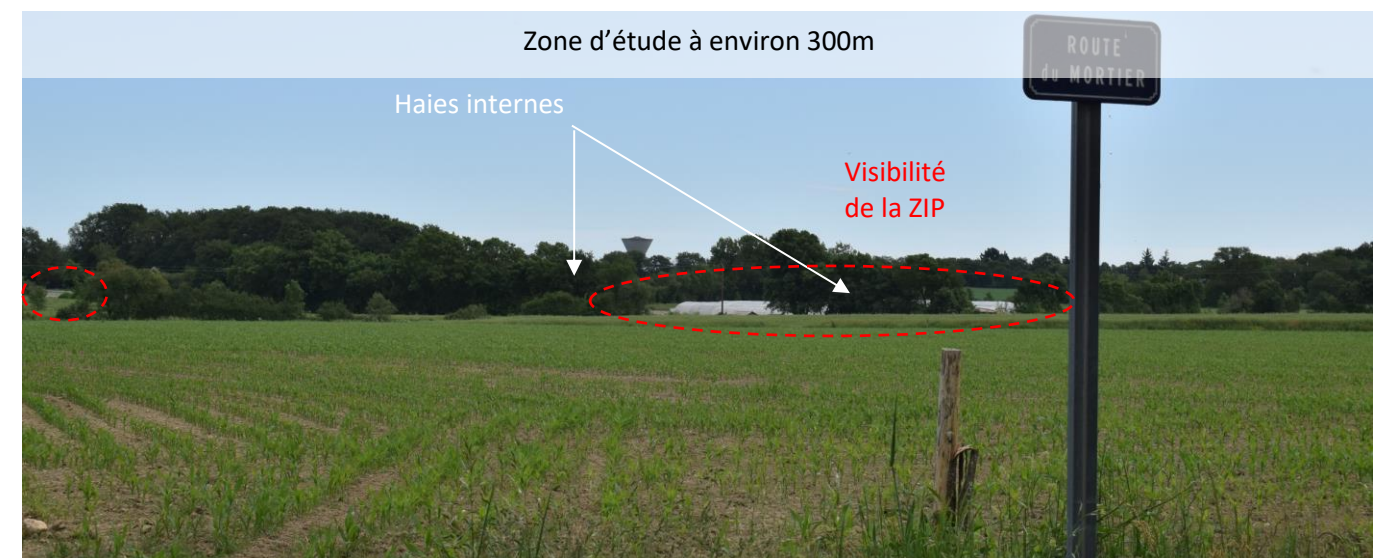 Zone d'étude à environ 300m
ROUTE
du MORTIER
Haies internes
Visibilité
de la ZIP